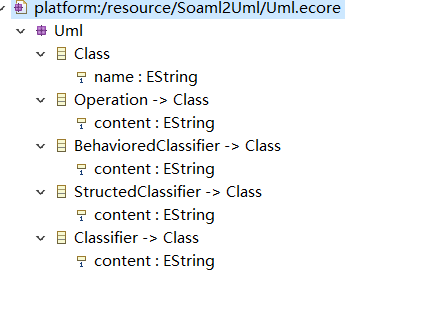 platform:/resource/Soaml2Uml/Uml.ecore
Uml
Class
name : EString
Operation -> Class
content : EString
BehavioredClassifier -> Class
content : EString
StructedClassifier -> Class
content : EString
Classifier -> Class
content : EString